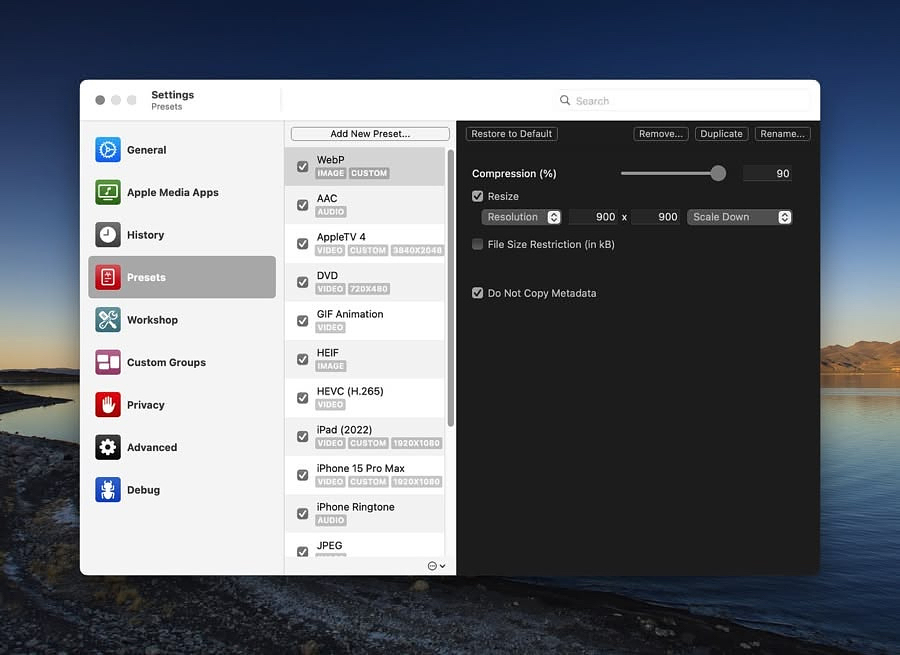 Settings
Presets
Search
General
Apple Media Apps
History
Presets
Workshop
Custom Groups
Privacy
Advanced
Debug
Add New Preset...
WebP
IMAGE CUSTOM
AAC
AUDIO
AppleTV 4
VIDEO CUSTOM 3840X2048
DVD
VIDEO 720X480
GIF Animation
VIDEO
HEIF
IMAGE
HEVC (H.265)
VIDEO
iPad (2022)
VIDEO CUSTOM 1920X1080
iPhone 15 Pro Max
VIDEO CUSTOM 1920X1080
iPhone Ringtone
AUDIO
JPEG
Restore to Default Remove... Duplicate Rename...
Compression (%) 90
Resize
Resolution 900 x 900 Scale Down
File Size Restriction (in kB)
Do Not Copy Metadata